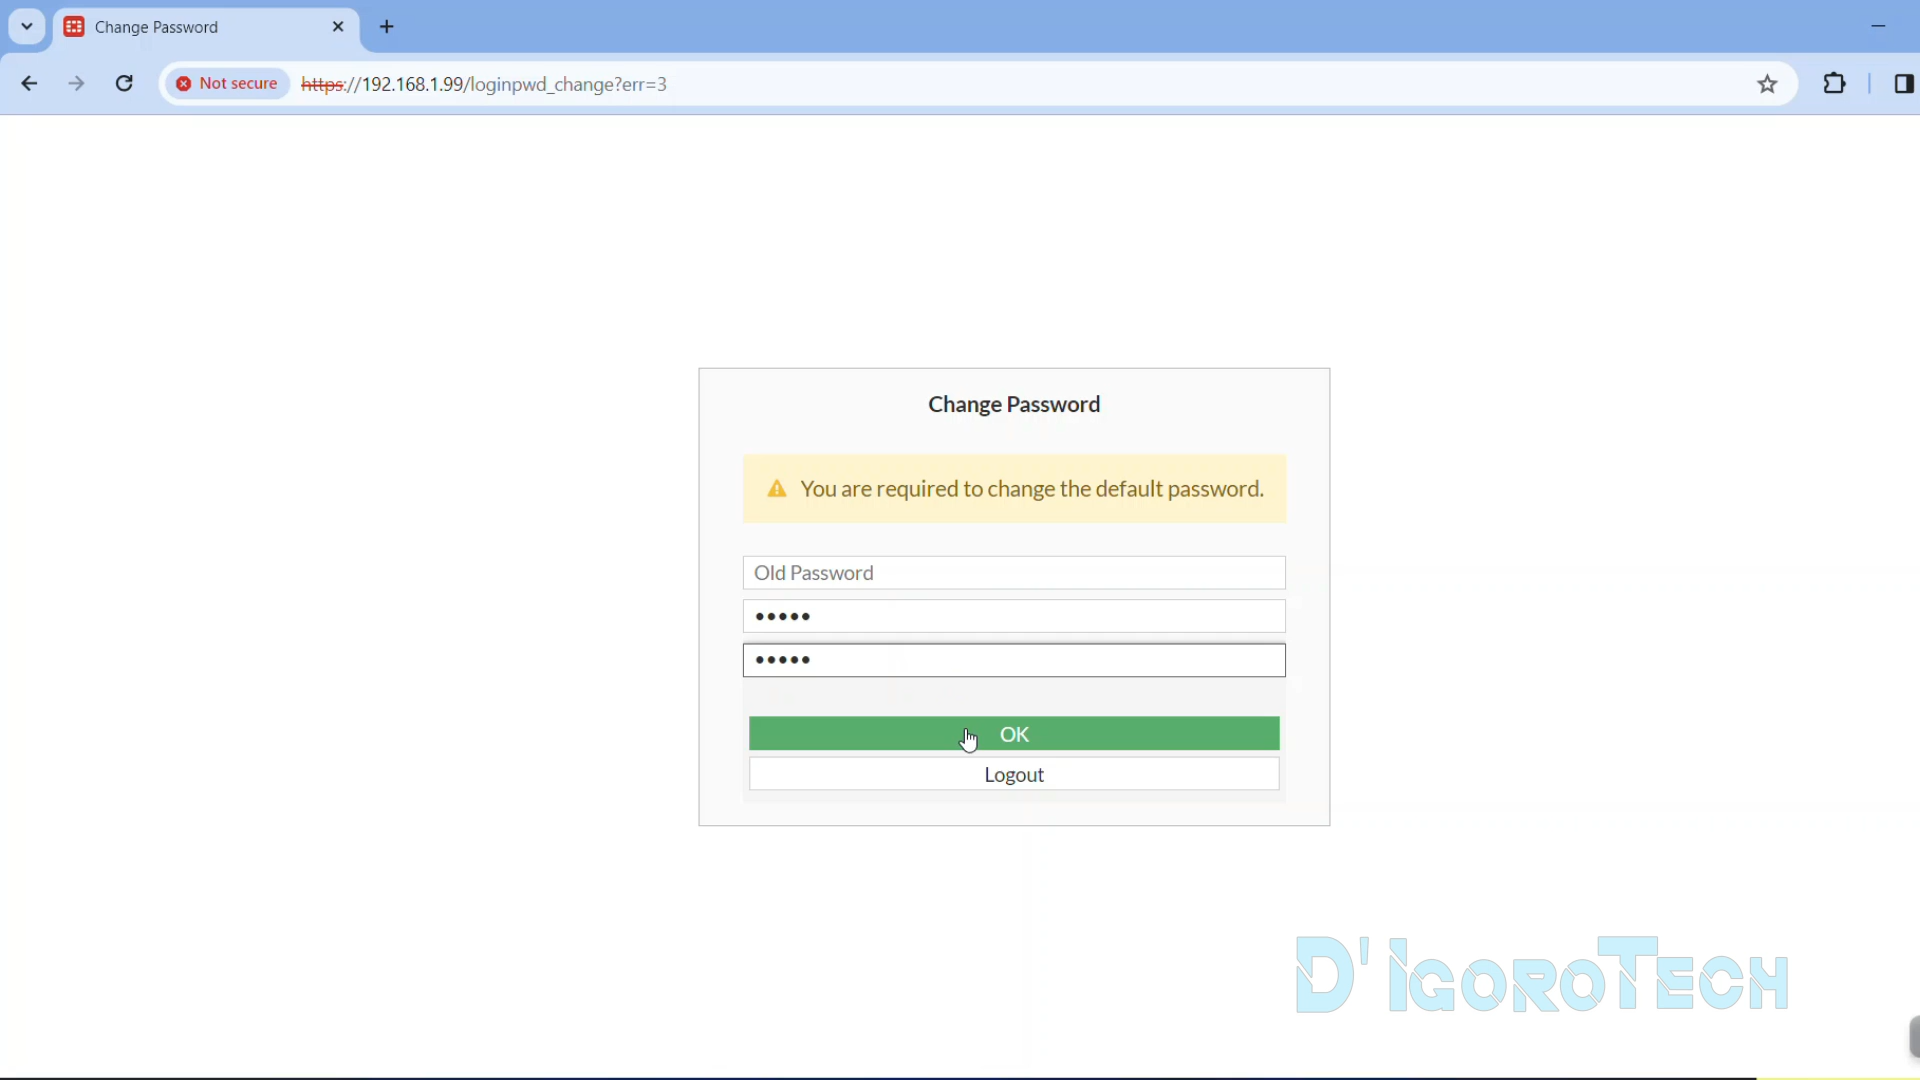 Change Password
Not secure https://192.168.1.99/loginpwd_change?err=3
Change Password
You are required to change the default password.
Old Password
•••••
•••••
OK
Logout
D'IGOROTECH